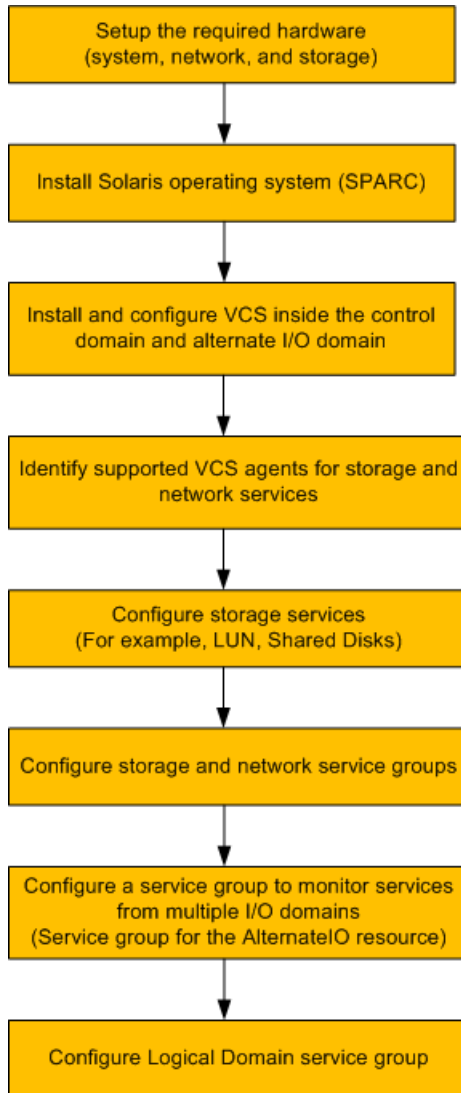 Setup the required hardware
(system, network, and storage)
Install Solaris operating system (SPARC)
Install and configure VCS inside the control
domain and alternate I/O domain
Identify supported VCS agents for storage and
network services
Configure storage services
(For example, LUN, Shared Disks)
Configure storage and network service groups
Configure a service group to monitor services
from multiple I/O domains
(Service group for the AlternateIO resource)
Configure Logical Domain service group